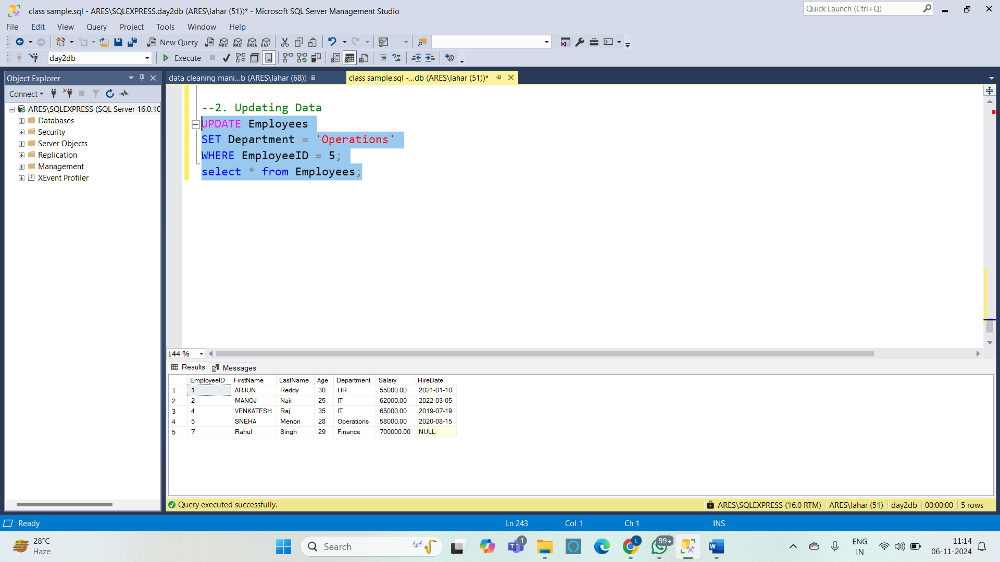 class sample.sql - ARES\SQLEXPRESS.day2db (ARES\lahar (51))* - Microsoft SQL Server Management Studio
Quick Launch (Ctrl+Q)
File Edit View Query Project Tools Window Help
New Query MDX DMX XMLA DAX
day2db Execute
Object Explorer
data cleaning mani...b (ARES\lahar (68))
class sample.sql -...db (ARES\lahar (51))*
Connect
ARES\SQLEXPRESS (SQL Server 16.0.10
Databases
Security
Server Objects
Replication
Management
XEvent Profiler
--2. Updating Data
UPDATE Employees
SET Department = 'Operations'
WHERE EmployeeID = 5;
select * from Employees;
144 %
Results Messages
EmployeeID FirstName LastName Age Department Salary HireDate
1 1 ARJUN Reddy 30 HR 55000.00 2021-01-10
2 2 MANOJ Nair 25 IT 62000.00 2022-03-05
3 4 VENKATESH Raj 35 IT 65000.00 2019-07-19
4 5 SNEHA Menon 28 Operations 58000.00 2020-08-15
5 7 Rahul Singh 29 Finance 700000.00 NULL
Query executed successfully.
ARES\SQLEXPRESS (16.0 RTM) ARES\lahar (51) day2db 00:00:00 5 rows
Ready Ln 243 Col 1 Ch 1 INS
28°C
Haze
Search
1
L
99+
ENG
IN
11:14
06-11-2024